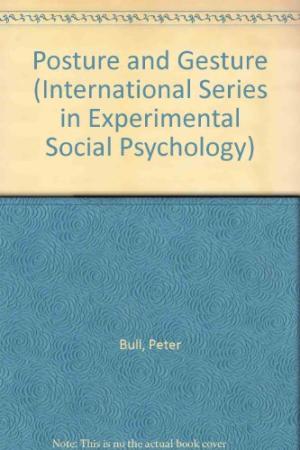 Posture and Gesture
(International Series
in Experimental
Social Psychology)
Bull, Peter
Note: This is no the actual book cover